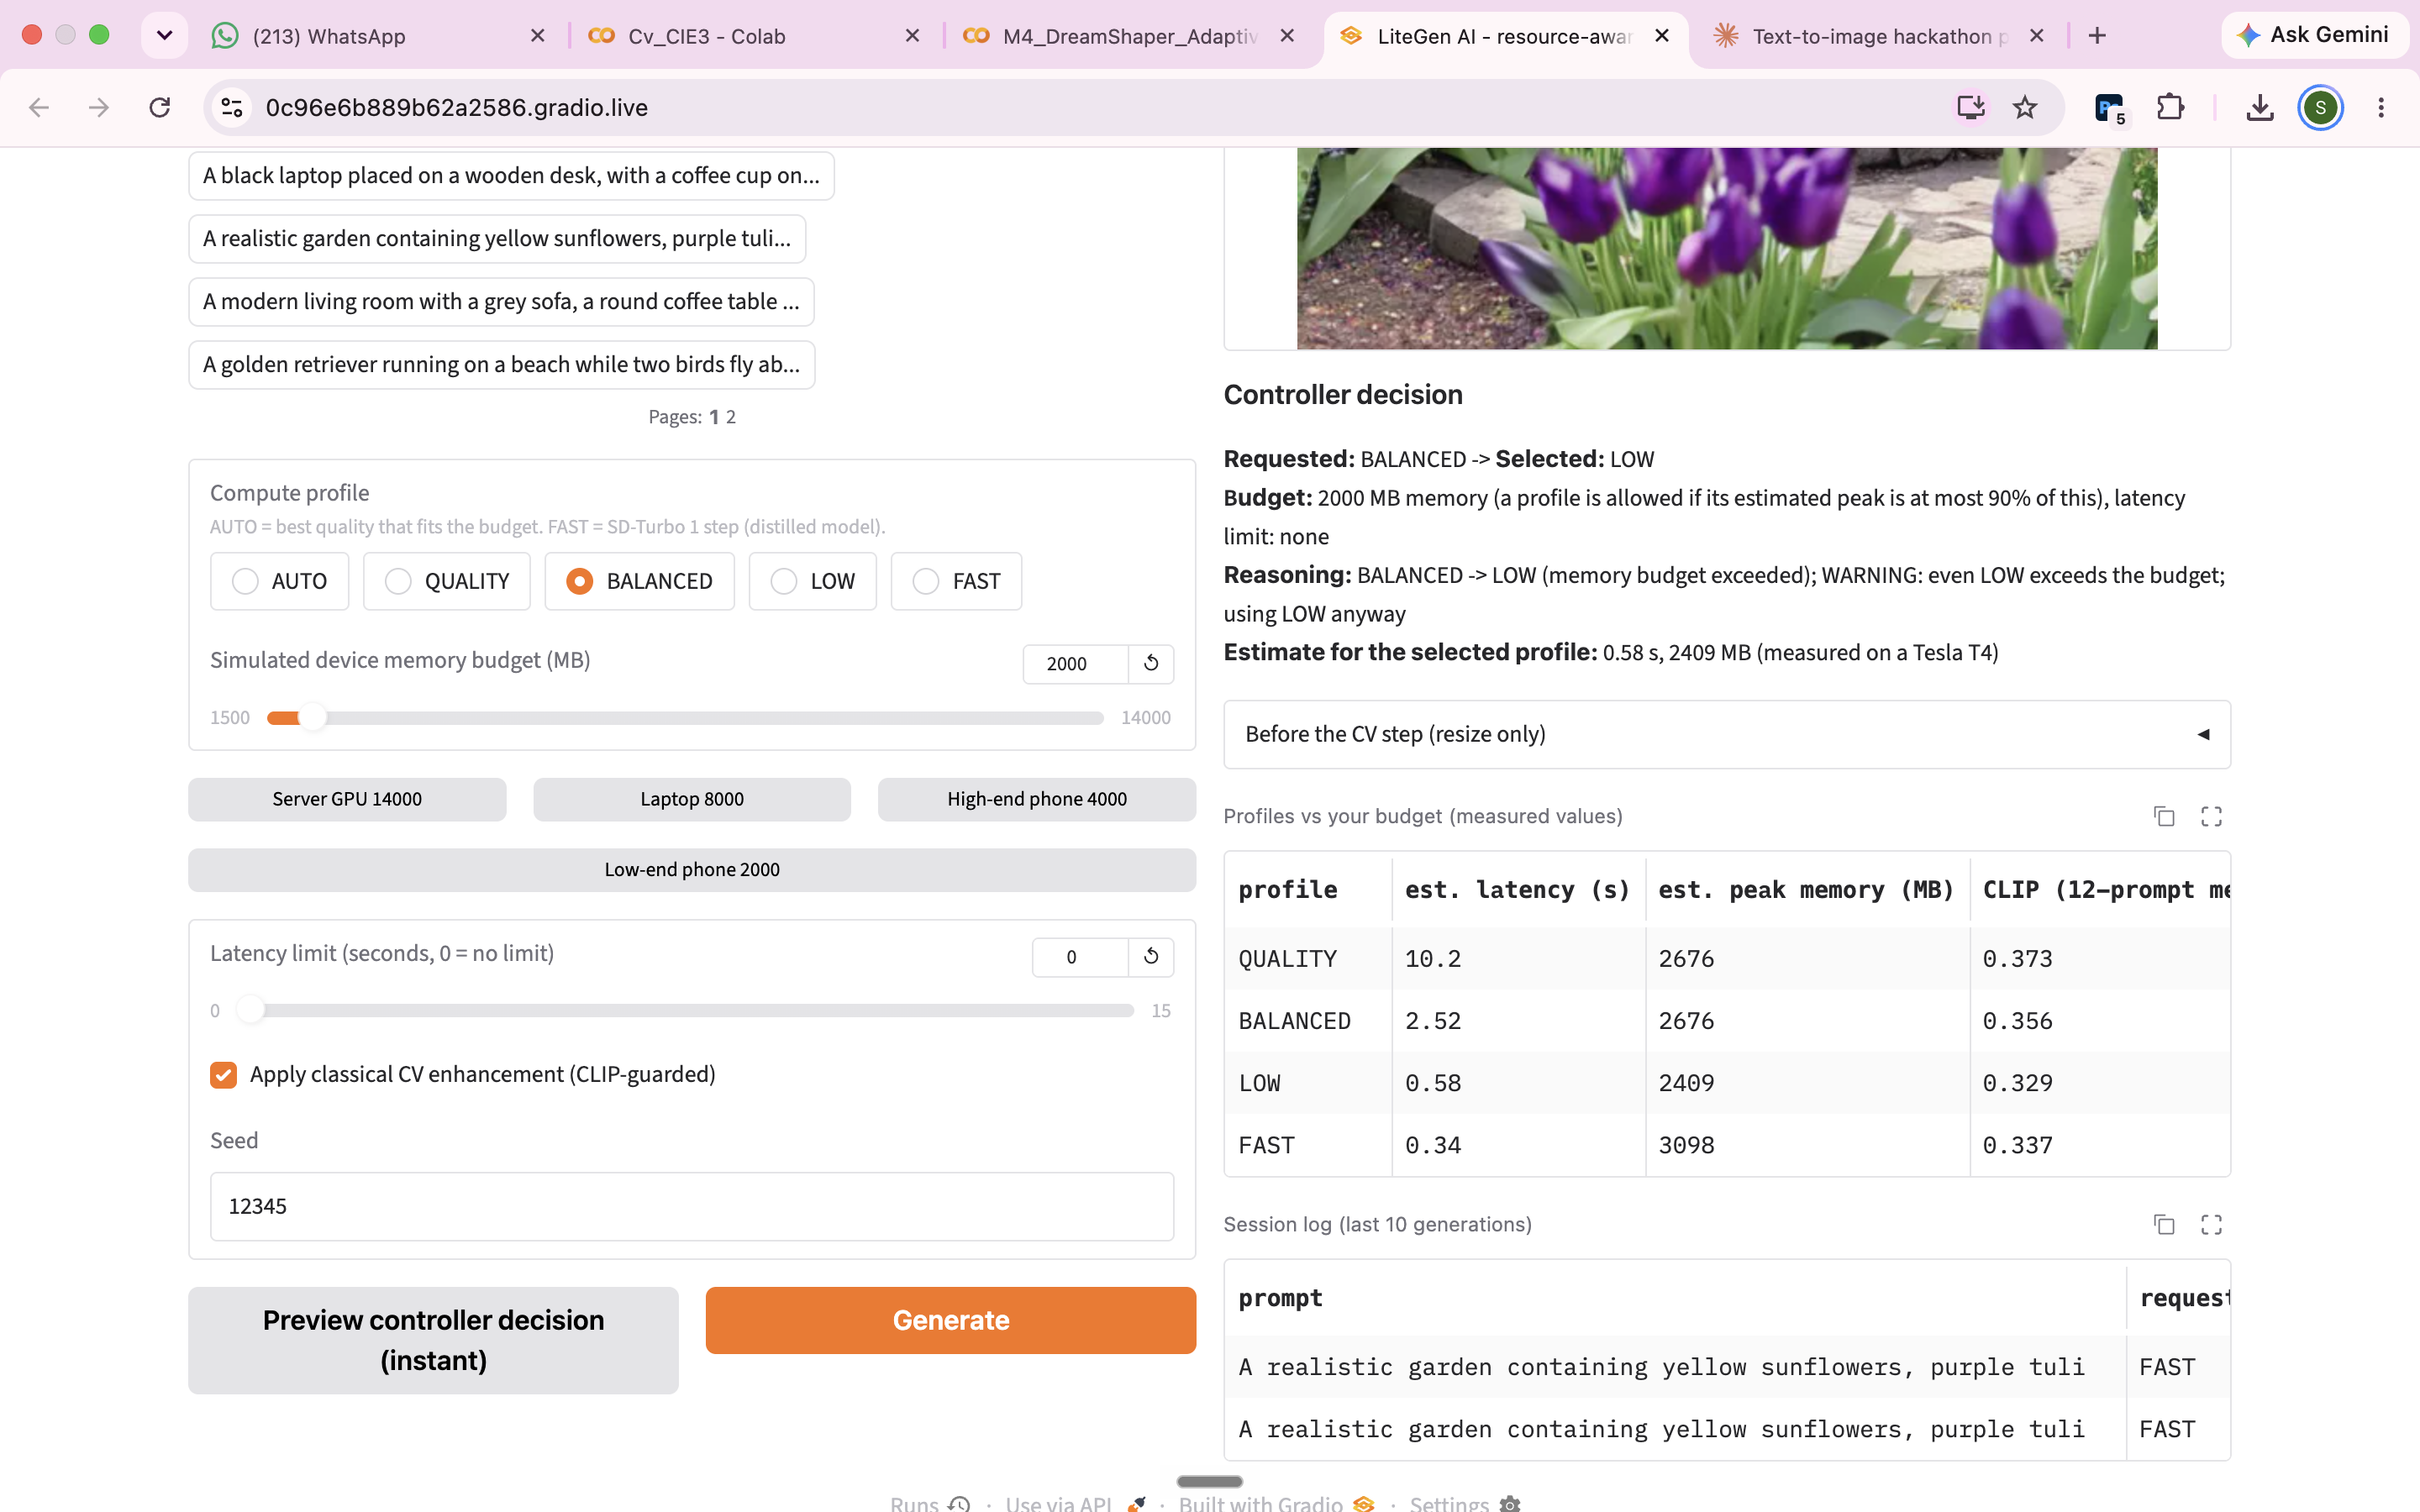 (213) WhatsApp
Cv_CIE3 - Colab
M4_DreamShaper_Adaptiv
LiteGen AI - resource-awar
Text-to-image hackathon p
Ask Gemini
0c96e6b889b62a2586.gradio.live
5
S
A black laptop placed on a wooden desk, with a coffee cup on...
A realistic garden containing yellow sunflowers, purple tuli...
A modern living room with a grey sofa, a round coffee table ...
A golden retriever running on a beach while two birds fly ab...
Pages: 1 2
Compute profile
AUTO = best quality that fits the budget. FAST = SD-Turbo 1 step (distilled model).
AUTO
QUALITY
BALANCED
LOW
FAST
Simulated device memory budget (MB)
2000
1500
14000
Server GPU 14000
Laptop 8000
High-end phone 4000
Low-end phone 2000
Latency limit (seconds, 0 = no limit)
0
0
15
Apply classical CV enhancement (CLIP-guarded)
Seed
12345
Preview controller decision
(instant)
Generate
Controller decision
Requested: BALANCED -> Selected: LOW
Budget: 2000 MB memory (a profile is allowed if its estimated peak is at most 90% of this), latency
limit: none
Reasoning: BALANCED -> LOW (memory budget exceeded); WARNING: even LOW exceeds the budget;
using LOW anyway
Estimate for the selected profile: 0.58 s, 2409 MB (measured on a Tesla T4)
Before the CV step (resize only)
Profiles vs your budget (measured values)
profile est. latency (s) est. peak memory (MB) CLIP (12-prompt me
QUALITY 10.2 2676 0.373
BALANCED 2.52 2676 0.356
LOW 0.58 2409 0.329
FAST 0.34 3098 0.337
Session log (last 10 generations)
prompt request
A realistic garden containing yellow sunflowers, purple tuli FAST
A realistic garden containing yellow sunflowers, purple tuli FAST
Runs · Use via API · Built with Gradio · Settings